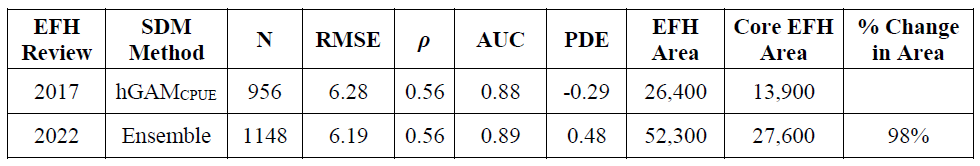 EFH Review SDM Method N RMSE ρ AUC PDE EFH Area Core EFH Area % Change in Area
2017 hGAMCPUE 956 6.28 0.56 0.88 -0.29 26,400 13,900
2022 Ensemble 1148 6.19 0.56 0.89 0.48 52,300 27,600 98%